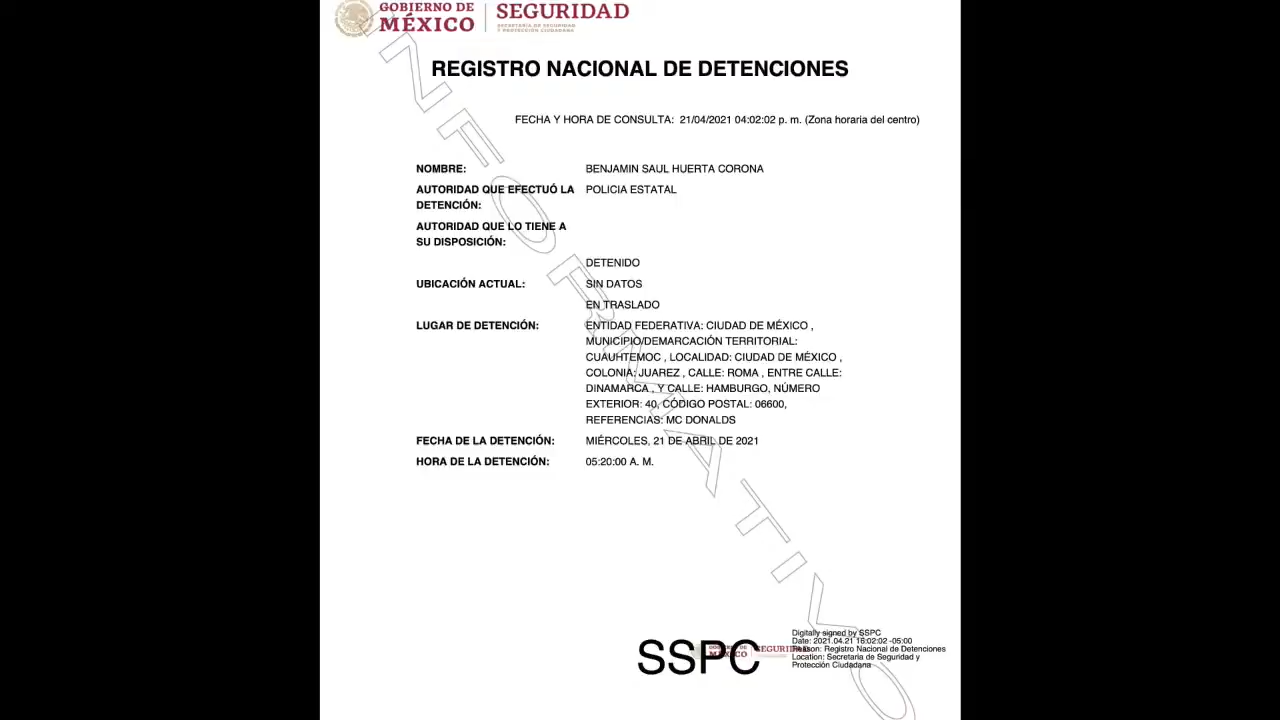 GOBIERNO DE
MÉXICO
SEGURIDAD
SECRETARÍA DE SEGURIDAD
Y PROTECCIÓN CIUDADANA
REGISTRO NACIONAL DE DETENCIONES
FECHA Y HORA DE CONSULTA: 21/04/2021 04:02:02 p. m. (Zona horaria del centro)
NOMBRE: BENJAMIN SAUL HUERTA CORONA
AUTORIDAD QUE EFECTUÓ LA POLICIA ESTATAL
DETENCIÓN:
AUTORIDAD QUE LO TIENE A
SU DISPOSICIÓN:
DETENIDO
UBICACIÓN ACTUAL: SIN DATOS
EN TRASLADO
LUGAR DE DETENCIÓN: ENTIDAD FEDERATIVA: CIUDAD DE MÉXICO ,
MUNICIPIO/DEMARCACIÓN TERRITORIAL:
CUAUHTEMOC , LOCALIDAD: CIUDAD DE MÉXICO ,
COLONIA: JUAREZ , CALLE: ROMA , ENTRE CALLE:
DINAMARCA , Y CALLE: HAMBURGO, NÚMERO
EXTERIOR: 40, CÓDIGO POSTAL: 06600,
REFERENCIAS: MC DONALDS
FECHA DE LA DETENCIÓN: MIÉRCOLES, 21 DE ABRIL DE 2021
HORA DE LA DETENCIÓN: 05:20:00 A. M.
INFORMATIVO
SSPC
GOBIERNO DE
MÉXICO
SEGURIDAD
Digitally signed by SSPC
Date: 2021.04.21 16:02:02 -05:00
Reason: Registro Nacional de Detenciones
Location: Secretaria de Seguridad y
Protección Ciudadana